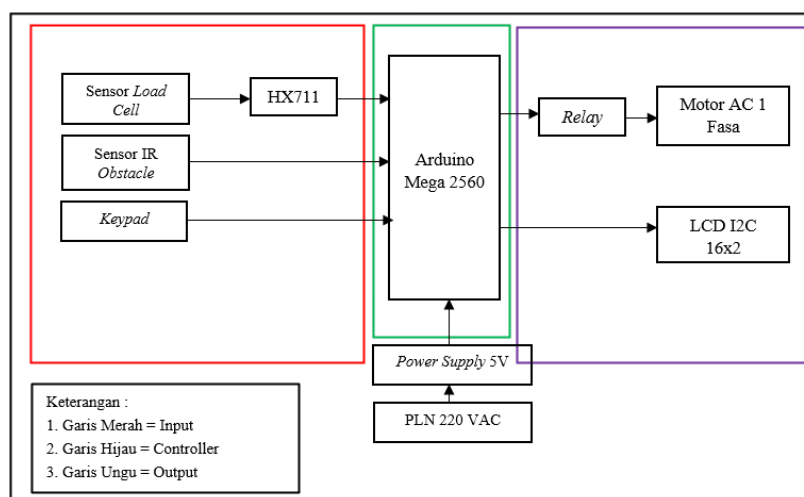 Sensor Load
Cell
HX711
Sensor IR
Obstacle
Keypad
Arduino
Mega 2560
Relay
Motor AC 1
Fasa
LCD I2C
16x2
Power Supply 5V
PLN 220 VAC
Keterangan :
1. Garis Merah = Input
2. Garis Hijau = Controller
3. Garis Ungu = Output